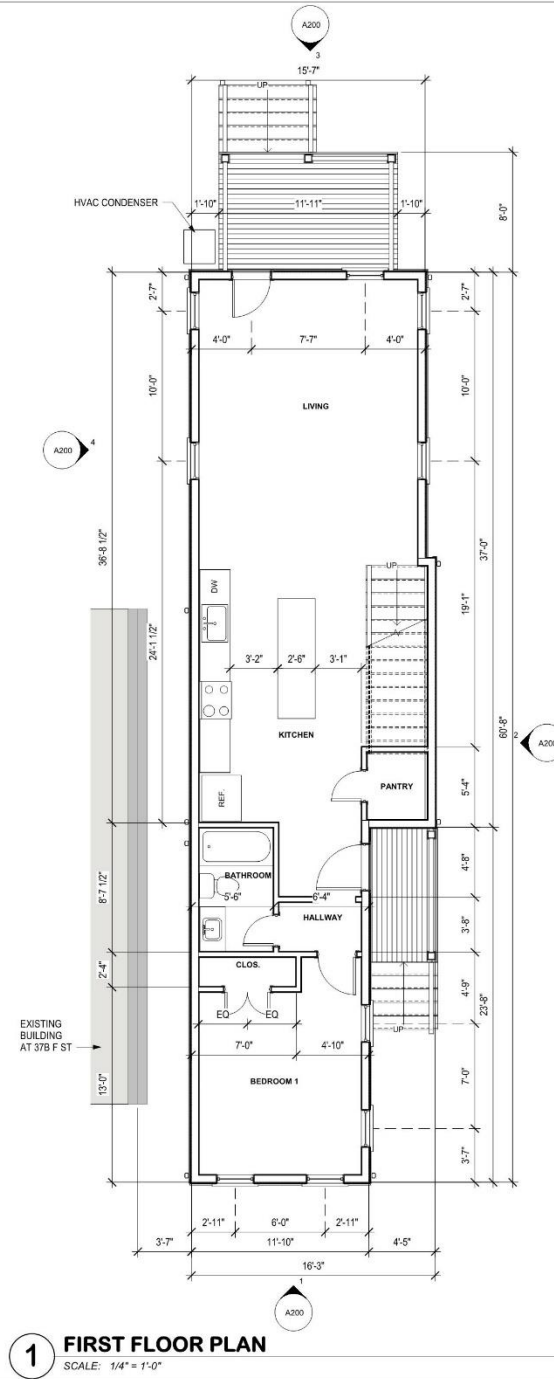 A200
3
15'-7"
UP
HVAC CONDENSER
1'-10"
11'-11"
1'-10"
8'-0"
2'-7"
2'-7"
4'-0"
7'-7"
4'-0"
10'-0"
10'-0"
LIVING
A200
4
36'-8 1/2"
37'-0"
UP
DW
24'-1 1/2"
19'-1"
3'-2"
2'-6"
3'-1"
KITCHEN
60'-8"
2
A200
REF.
PANTRY
5'-4"
8'-7 1/2"
BATHROOM
4'-8"
5'-6"
6'-4"
HALLWAY
3'-8"
CLOS.
2'-4"
4'-9"
23'-8"
EQ
EQ
UP
EXISTING
BUILDING
AT 37B F ST
7'-0"
4'-10"
13'-0"
BEDROOM 1
7'-0"
3'-7"
2'-11"
6'-0"
2'-11"
3'-7"
11'-10"
4'-5"
16'-3"
1
A200
1
FIRST FLOOR PLAN
SCALE: 1/4" = 1'-0"